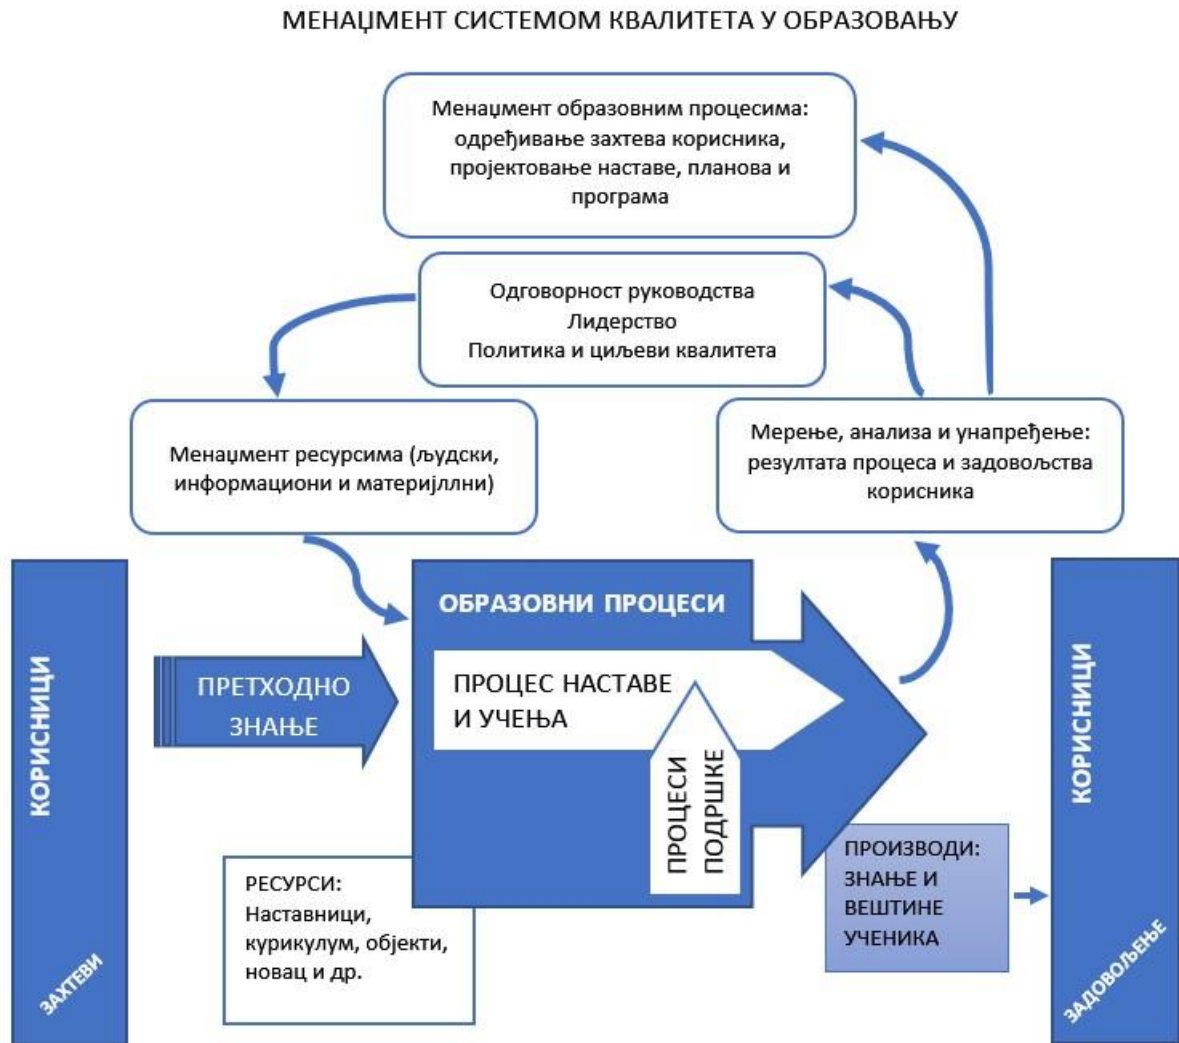 МЕНАЏМЕНТ СИСТЕМОМ КВАЛИТЕТА У ОБРАЗОВАЊУ
Менаџмент образовним процесима:
одређивање захтева корисника,
пројектовање наставе, планова и
програма
Одговорност руководства
Лидерство
Политика и циљеви квалитета
Менаџмент ресурсима (људски,
информациони и материјллни)
Мерење, анализа и унапређење:
резултата процеса и задовољства
корисника
КОРИСНИЦИ
ЗАХТЕВИ
ПРЕТХОДНО
ЗНАЊЕ
ОБРАЗОВНИ ПРОЦЕСИ
ПРОЦЕС НАСТАВЕ
И УЧЕЊА
ПРОЦЕСИ
ПОДРШКЕ
РЕСУРСИ:
Наставници,
курикулум, објекти,
новац и др.
ПРОИЗВОДИ:
ЗНАЊЕ И
ВЕШТИНЕ
УЧЕНИКА
КОРИСНИЦИ
ЗАДОВОЉЕЊЕ